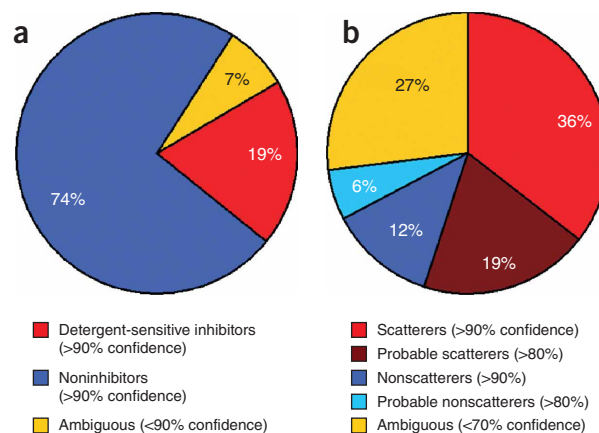 a
7%
19%
74%
Detergent-sensitive inhibitors
(>90% confidence)
Noninhibitors
(>90% confidence)
Ambiguous (<90% confidence)
b
27%
36%
6%
12%
19%
Scatterers (>90% confidence)
Probable scatterers (>80%)
Nonscatterers (>90%)
Probable nonscatterers (>80%)
Ambiguous (<70% confidence)